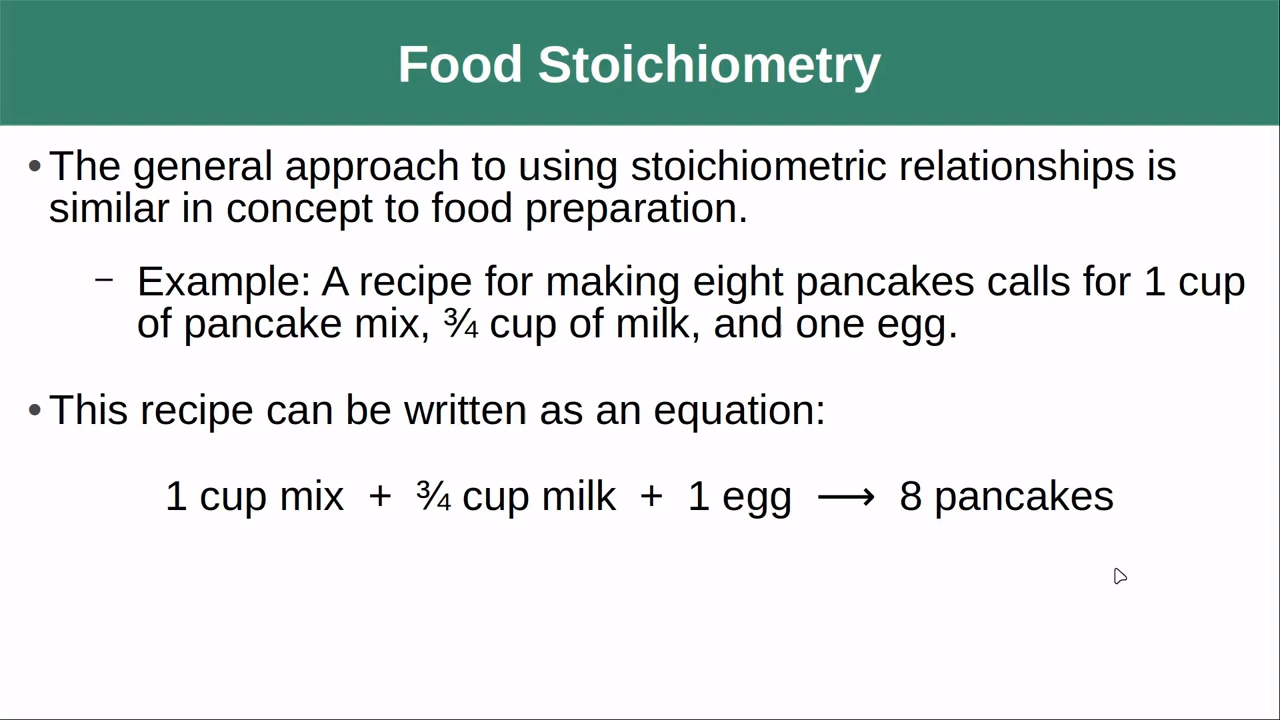 Food Stoichiometry
• The general approach to using stoichiometric relationships is
similar in concept to food preparation.
– Example: A recipe for making eight pancakes calls for 1 cup
of pancake mix, ¾ cup of milk, and one egg.
• This recipe can be written as an equation:
1 cup mix + ¾ cup milk + 1 egg ⟶ 8 pancakes